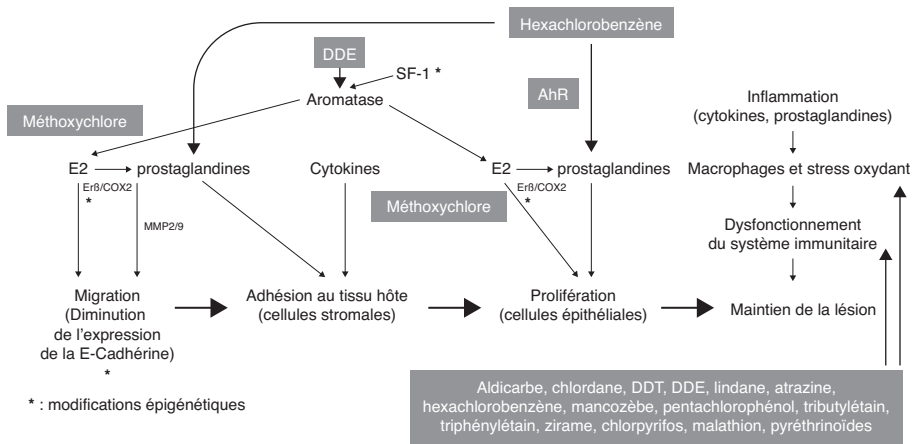 Hexachlorobenzène
DDE
SF-1 *
Aromatase
AhR
Inflammation
(cytokines, prostaglandines)
Méthoxychlore
E2
prostaglandines
Cytokines
E2
prostaglandines
Macrophages et stress oxydant
Erß/COX2
*
Méthoxychlore
Erß/COX2
*
MMP2/9
Dysfonctionnement
du système immunitaire
Migration
(Diminution
de l'expression
de la E-Cadhérine)
*
Adhésion au tissu hôte
(cellules stromales)
Prolifération
(cellules épithéliales)
Maintien de la lésion
* : modifications épigénétiques
Aldicarbe, chlordane, DDT, DDE, lindane, atrazine,
hexachlorobenzène, mancozèbe, pentachlorophénol, tributylétain,
triphénylétain, zirame, chlorpyrifos, malathion, pyréthrinoïdes